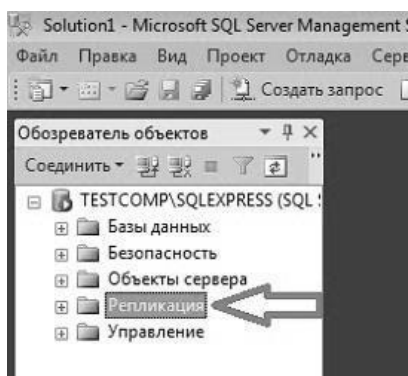 Solution1 - Microsoft SQL Server Management
Файл Правка Вид Проект Отладка
Создать запрос
Обозреватель объектов
Соединить
TESTCOMP\SQLEXPRESS (SQL
Базы данных
Безопасность
Объекты сервера
Репликация
Управление